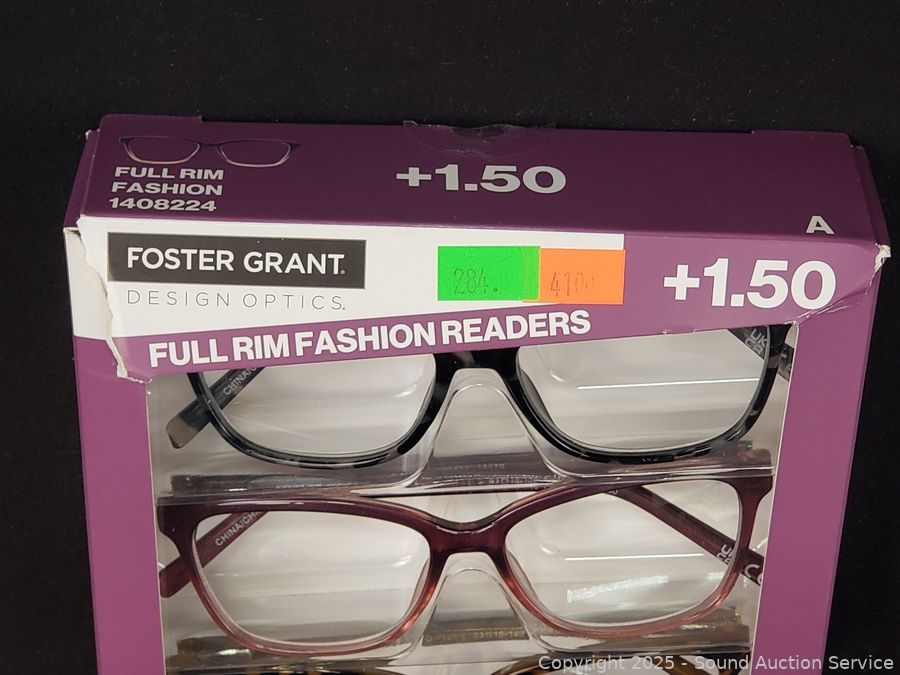 FULL RIM
FASHION
1408224
+1.50
A
FOSTER GRANT.
DESIGN OPTICS.
284.
+1.50
FULL RIM FASHION READERS
Copyright 2025 - Sound Auction Service